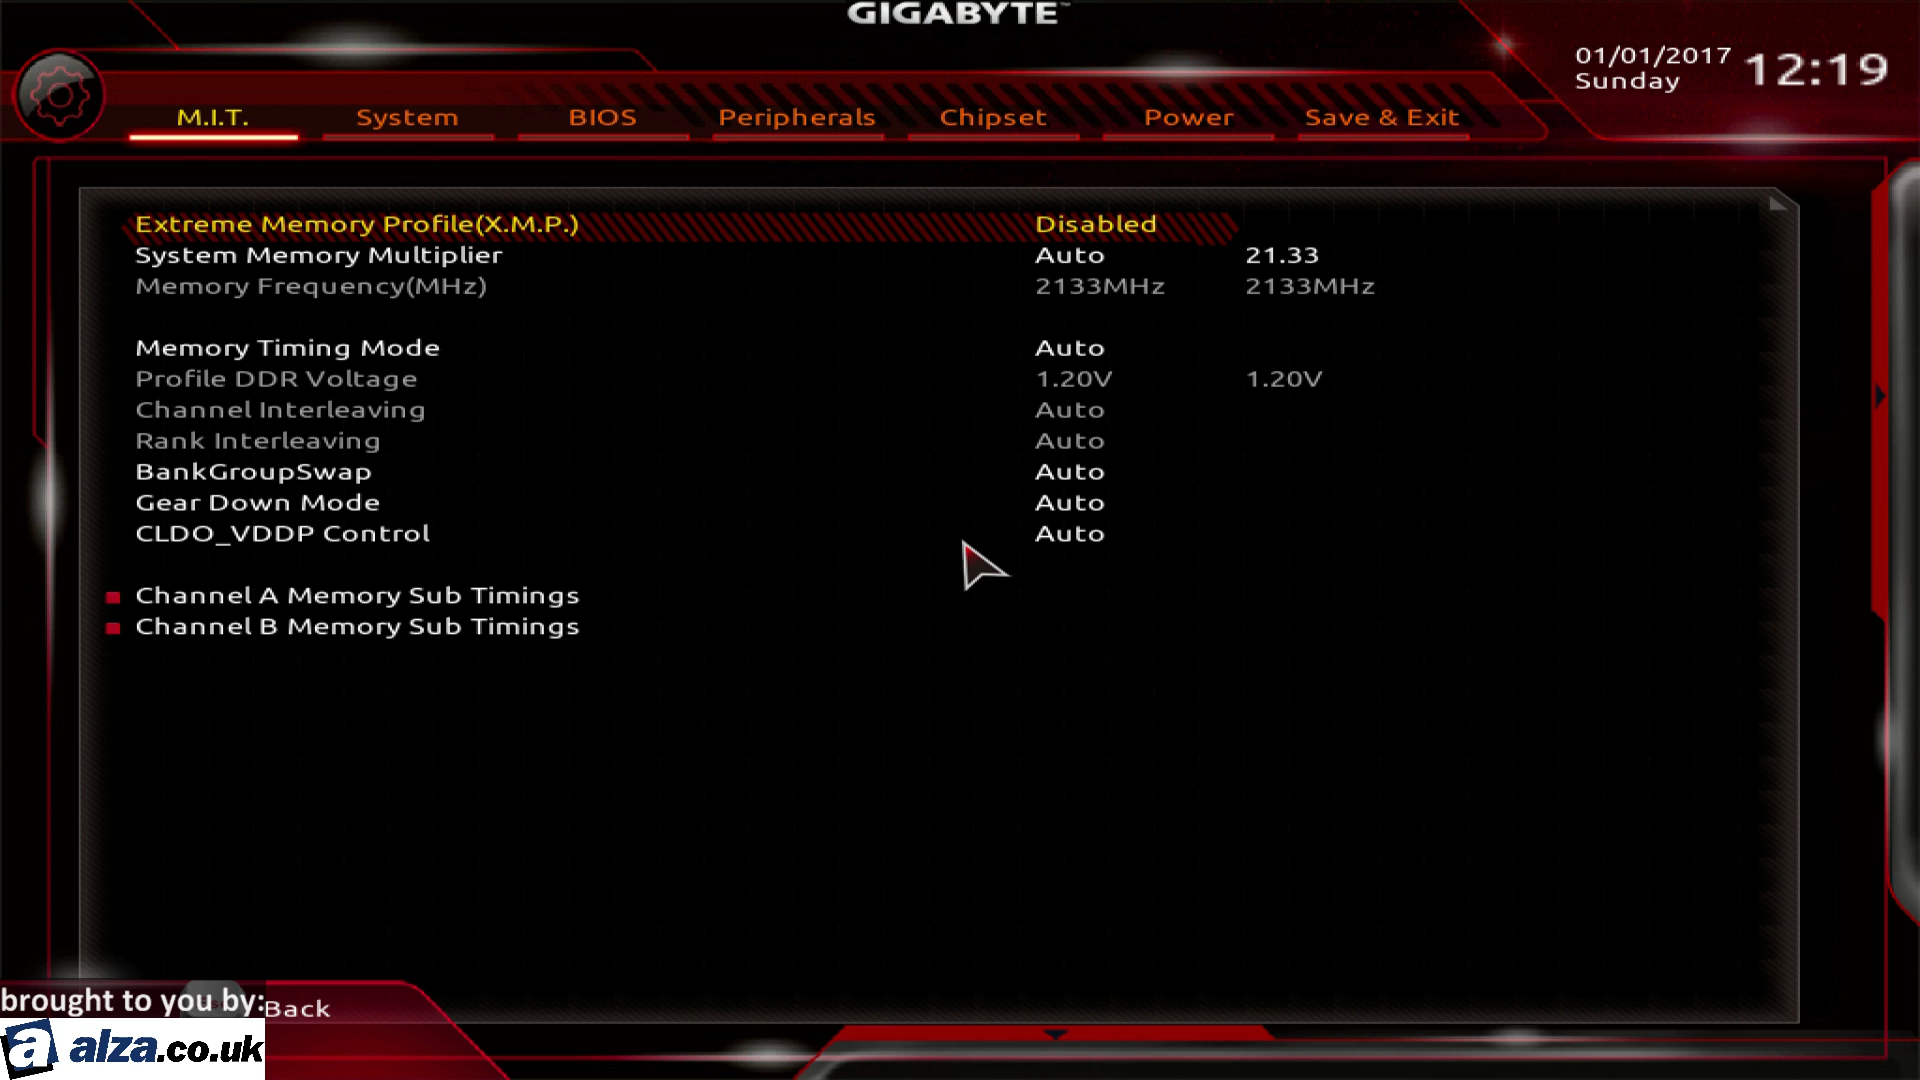 GIGABYTE™
01/01/2017
Sunday
12:19
M.I.T. System BIOS Peripherals Chipset Power Save & Exit
Extreme Memory Profile(X.M.P.) Disabled
System Memory Multiplier Auto 21.33
Memory Frequency(MHz) 2133MHz 2133MHz
Memory Timing Mode Auto
Profile DDR Voltage 1.20V 1.20V
Channel Interleaving Auto
Rank Interleaving Auto
BankGroupSwap Auto
Gear Down Mode Auto
CLDO_VDDP Control Auto
Channel A Memory Sub Timings
Channel B Memory Sub Timings
brought to you by:
Back
a alza.co.uk